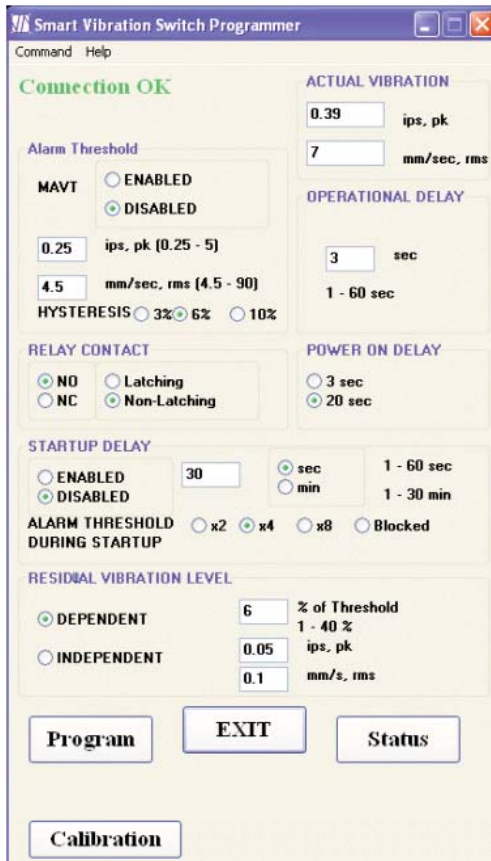 Smart Vibration Switch Programmer
Command Help
Connection OK
Alarm Threshold
MAVT
ENABLED
DISABLED
0.25 ips, pk (0.25 - 5)
4.5 mm/sec, rms (4.5 - 90)
HYSTERESIS 3% 6% 10%
ACTUAL VIBRATION
0.39 ips, pk
7 mm/sec, rms
OPERATIONAL DELAY
3 sec
1 - 60 sec
RELAY CONTACT
NO Latching
NC Non-Latching
POWER ON DELAY
3 sec
20 sec
STARTUP DELAY
ENABLED
DISABLED
30
sec
min
1 - 60 sec
1 - 30 min
ALARM THRESHOLD
DURING STARTUP
x2 x4 x8 Blocked
RESIDIAL VIBRATION LEVEL
DEPENDENT
INDEPENDENT
6 % of Threshold
1 - 40 %
0.05 ips, pk
0.1 mm/s, rms
Program
EXIT
Status
Calibration